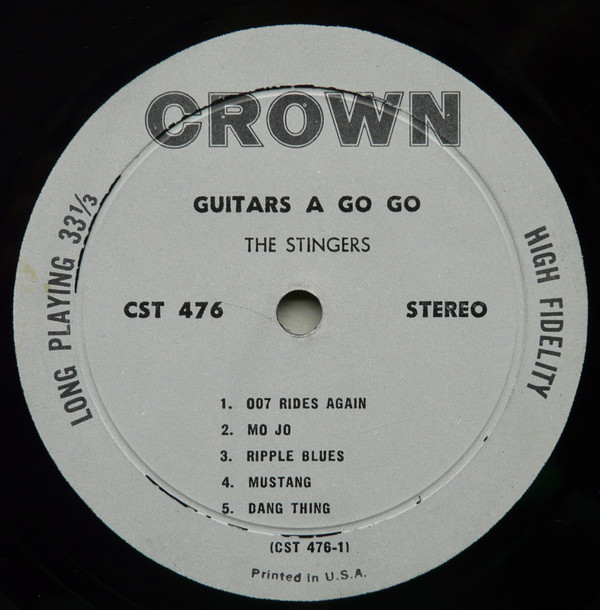 CROWN
GUITARS A GO GO
THE STINGERS
LONG PLAYING 33⅓
HIGH FIDELITY
CST 476
STEREO
1. 007 RIDES AGAIN
2. MO JO
3. RIPPLE BLUES
4. MUSTANG
5. DANG THING
(CST 476-1)
Printed in U.S.A.